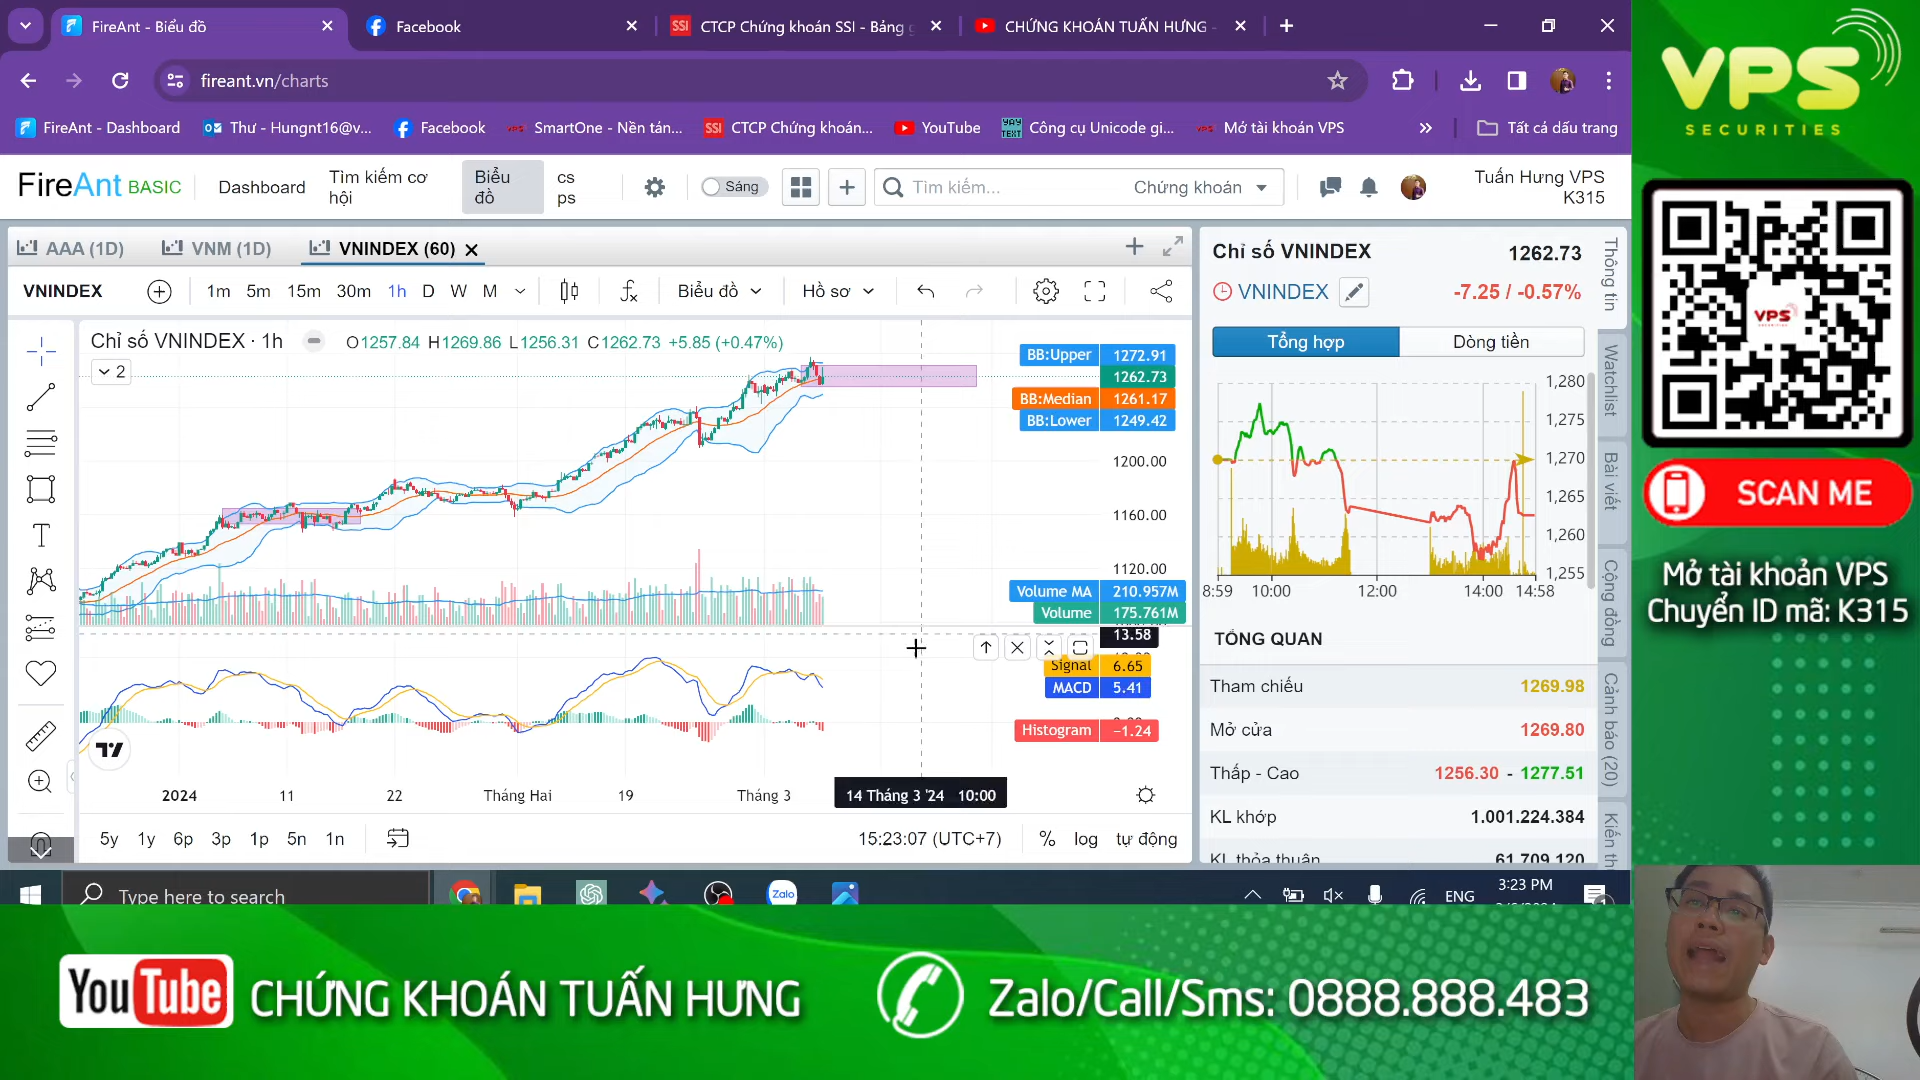 FireAnt - Biểu đồ
Facebook
SSI CTCP Chứng khoán SSI - Bảng g
CHỨNG KHOÁN TUẤN HƯNG -
fireant.vn/charts
FireAnt - Dashboard
Thư - Hungnt16@v...
Facebook
SmartOne - Nền tản...
SSI CTCP Chứng khoán...
YouTube
YAY TEXT Công cụ Unicode gi...
Mở tài khoản VPS
Tất cả dấu trang
FireAnt BASIC
Dashboard
Tìm kiếm cơ hội
Biểu đồ
cs ps
Sáng
Tìm kiếm...
Chứng khoán
Tuấn Hưng VPS
K315
AAA (1D)
VNM (1D)
VNINDEX (60)
VNINDEX
1m 5m 15m 30m 1h D W M
Biểu đồ
Hồ sơ
Chỉ số VNINDEX · 1h
O1257.84 H1269.86 L1256.31 C1262.73 +5.85 (+0.47%)
2
BB:Upper 1272.91
1262.73
BB:Median 1261.17
BB:Lower 1249.42
1200.00
1160.00
1120.00
Volume MA 210.957M
Volume 175.761M
13.58
Signal 6.65
MACD 5.41
Histogram −1.24
2024 11 22 Tháng Hai 19 Tháng 3
14 Tháng 3 '24 10:00
5y 1y 6p 3p 1p 5n 1n
15:23:07 (UTC+7)
% log tự động
Chỉ số VNINDEX
1262.73
VNINDEX
-7.25 / -0.57%
Tổng hợp
Dòng tiền
1,280
1,275
1,270
1,265
1,260
1,255
8:59 10:00 12:00 14:00 14:58
TỔNG QUAN
Tham chiếu 1269.98
Mở cửa 1269.80
Thấp - Cao 1256.30 - 1277.51
KL khớp 1.001.224.384
KL thỏa thuận 61.709.120
Thông tin
Watchlist
Bài viết
Cộng đồng
Cảnh báo (20)
Type here to search
Zalo
ENG
3:23 PM
VPS
SECURITIES
VPS
SCAN ME
Mở tài khoản VPS
Chuyển ID mã: K315
YouTube CHỨNG KHOÁN TUẤN HƯNG
Zalo/Call/Sms: 0888.888.483